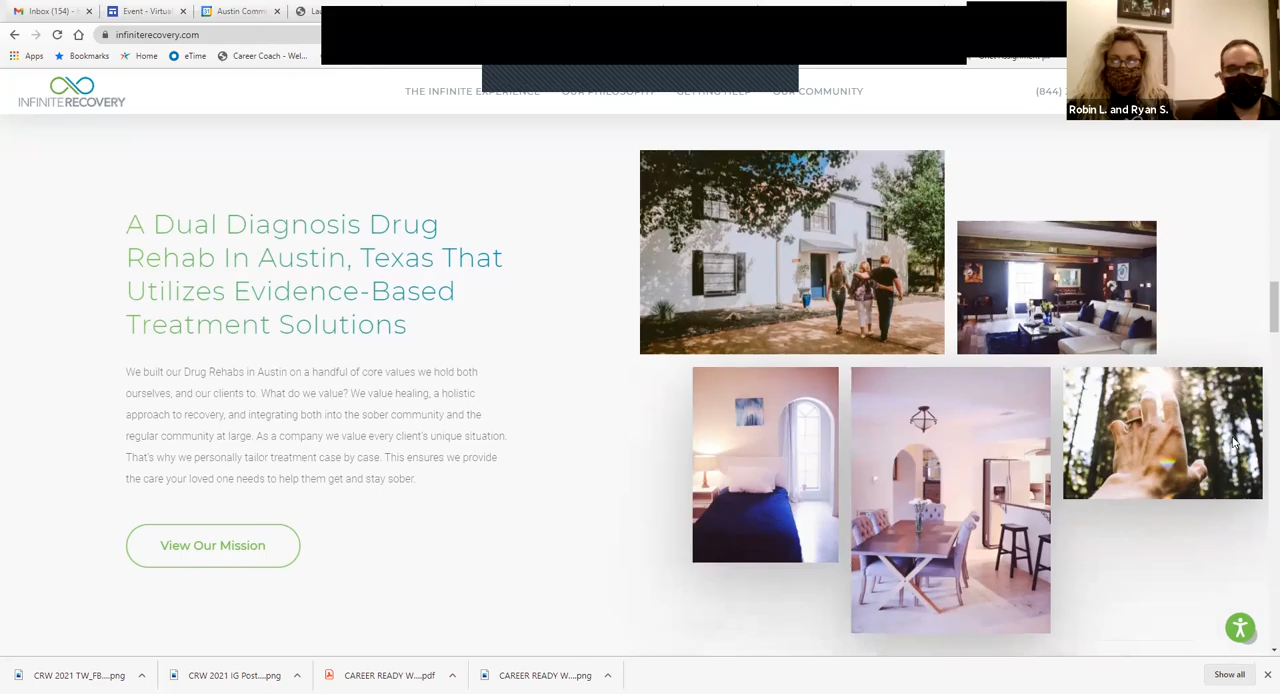 Inbox (154) -
Event - Virtual
Austin Comm
infiniterecovery.com
Apps
Bookmarks
Home
eTime
Career Coach - Wel...
Robin L. and Ryan S.
INFINITERECOVERY
THE INFINITE EXPERIENCE
OUR PHILOSOPHY
GETTING HELP
OUR COMMUNITY
(844)
A Dual Diagnosis Drug
Rehab In Austin, Texas That
Utilizes Evidence-Based
Treatment Solutions
We built our Drug Rehabs in Austin on a handful of core values we hold both
ourselves, and our clients to. What do we value? We value healing, a holistic
approach to recovery, and integrating both into the sober community and the
regular community at large. As a company we value every client's unique situation.
That's why we personally tailor treatment case by case. This ensures we provide
the care your loved one needs to help them get and stay sober.
View Our Mission
CRW 2021 TW_FB....png
CRW 2021 IG Post....png
CAREER READY W....pdf
CAREER READY W....png
Show all